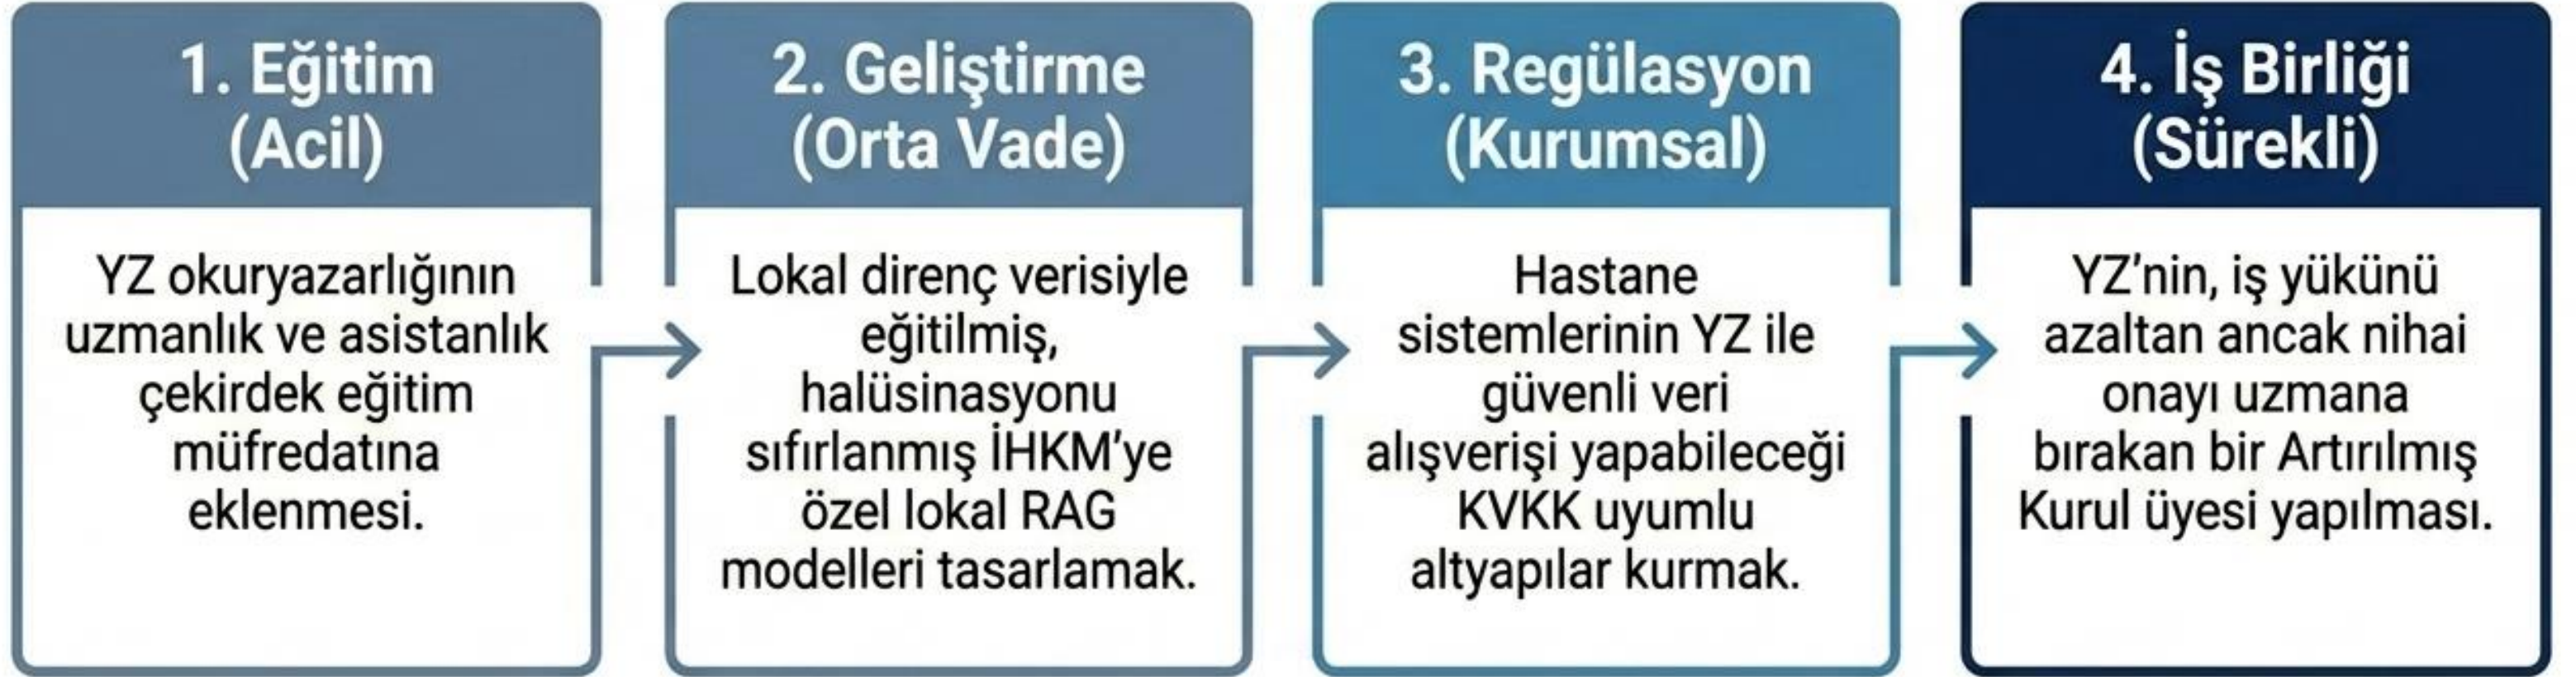 1. Eğitim
(Acil)
YZ okuryazarlığının
uzmanlık ve asistanlık
çekirdek eğitim
müfredatına
eklenmesi.
2. Geliştirme
(Orta Vade)
Lokal direnç verisiyle
eğitilmiş,
halüsinasyonu
sıfırlanmış İHKM’ye
özel lokal RAG
modelleri tasarlamak.
3. Regülasyon
(Kurumsal)
Hastane
sistemlerinin YZ ile
güvenli veri
alışverişi yapabileceği
KVKK uyumlu
altyapılar kurmak.
4. İş Birliği
(Sürekli)
YZ’nin, iş yükünü
azaltan ancak nihai
onayı uzmana
bırakan bir Artırılmış
Kurul üyesi yapılması.